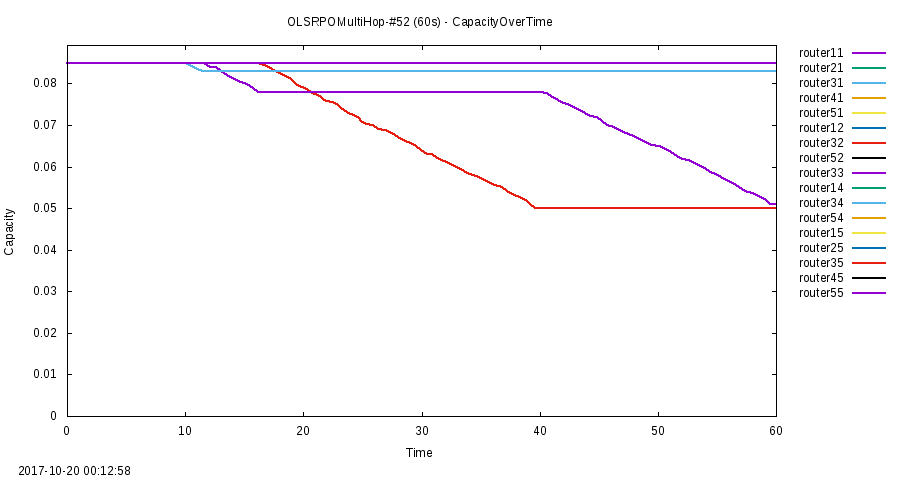 OLSRPOMultiHop-#52 (60s) - CapacityOverTime
router11
router21
router31
router41
router51
router12
router32
router52
router33
router14
router34
router54
router15
router25
router35
router45
router55
0.08
0.07
0.06
0.05
0.04
0.03
0.02
0.01
0
Capacity
0 10 20 30 40 50 60
Time
2017-10-20 00:12:58